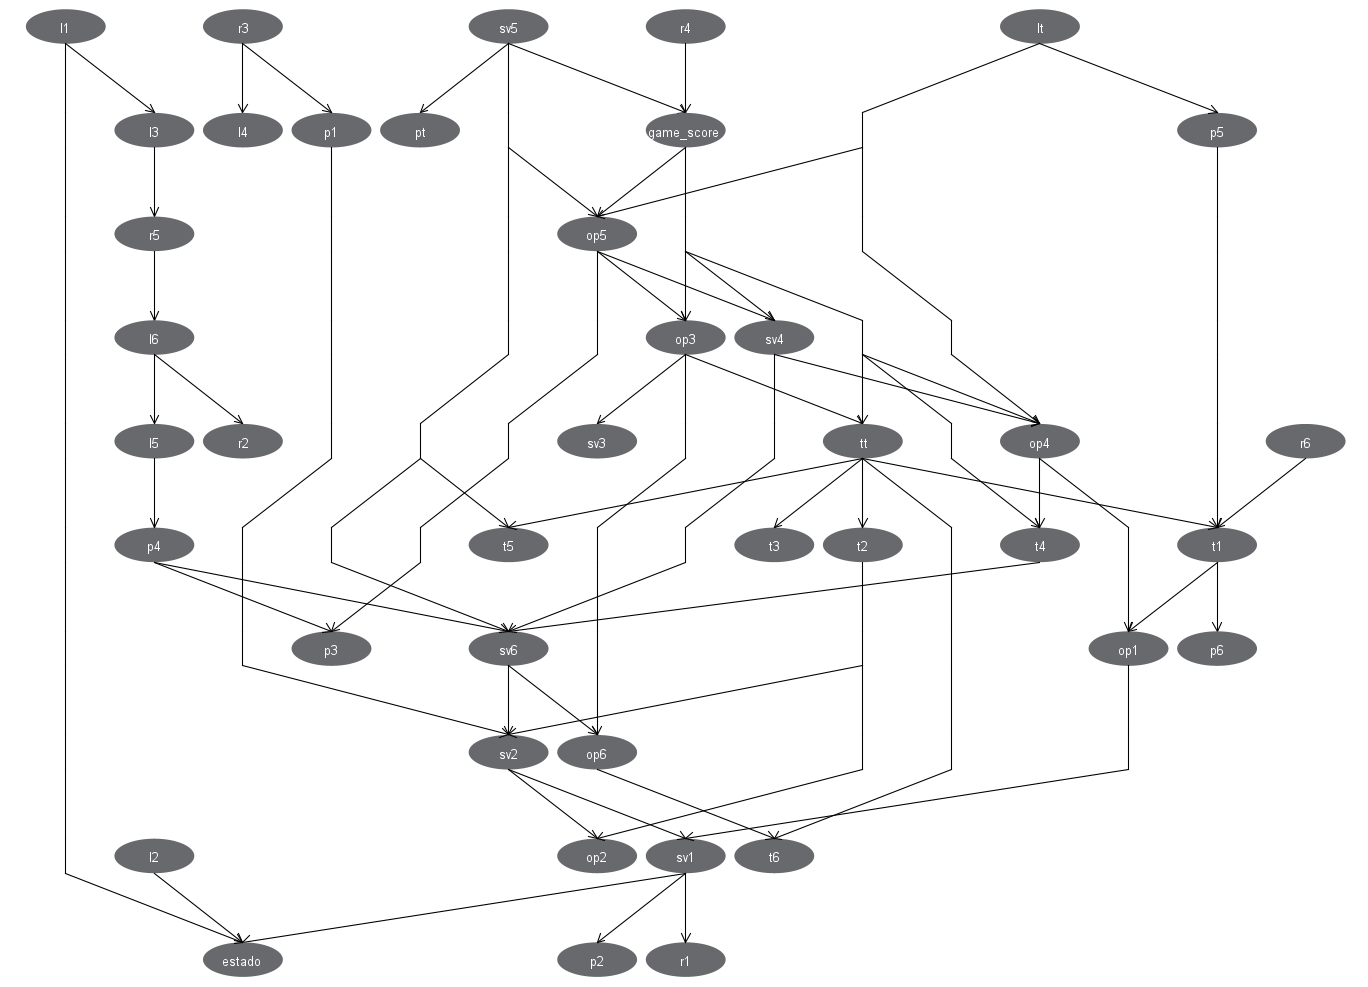 l1
r3
sv5
r4
lt
l3
l4
p1
pt
game_score
p5
r5
op5
l6
op3
sv4
l5
r2
sv3
tt
op4
r6
p4
t5
t3
t2
t4
t1
p3
sv6
op1
p6
sv2
op6
l2
op2
sv1
t6
estado
p2
r1